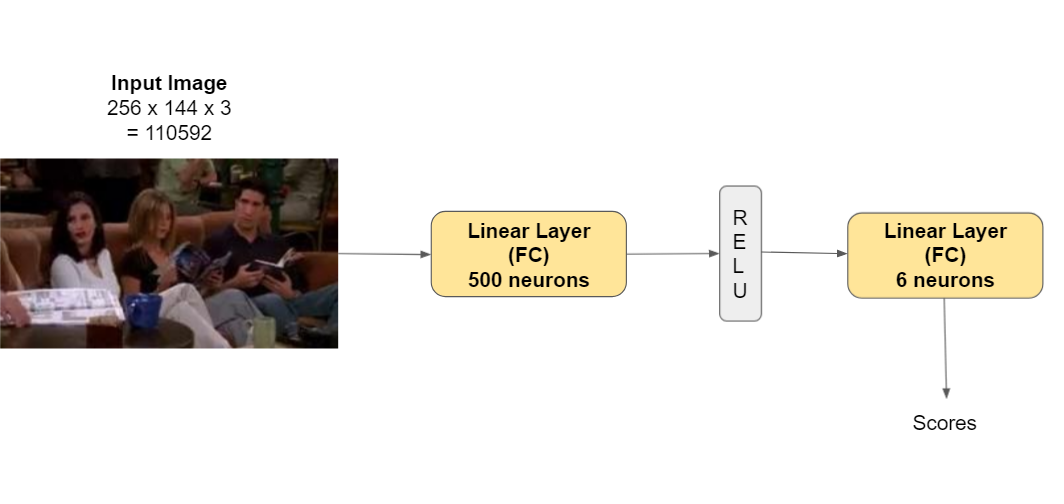 Input Image
256 x 144 x 3
= 110592
Linear Layer
(FC)
500 neurons
R
E
L
U
Linear Layer
(FC)
6 neurons
Scores